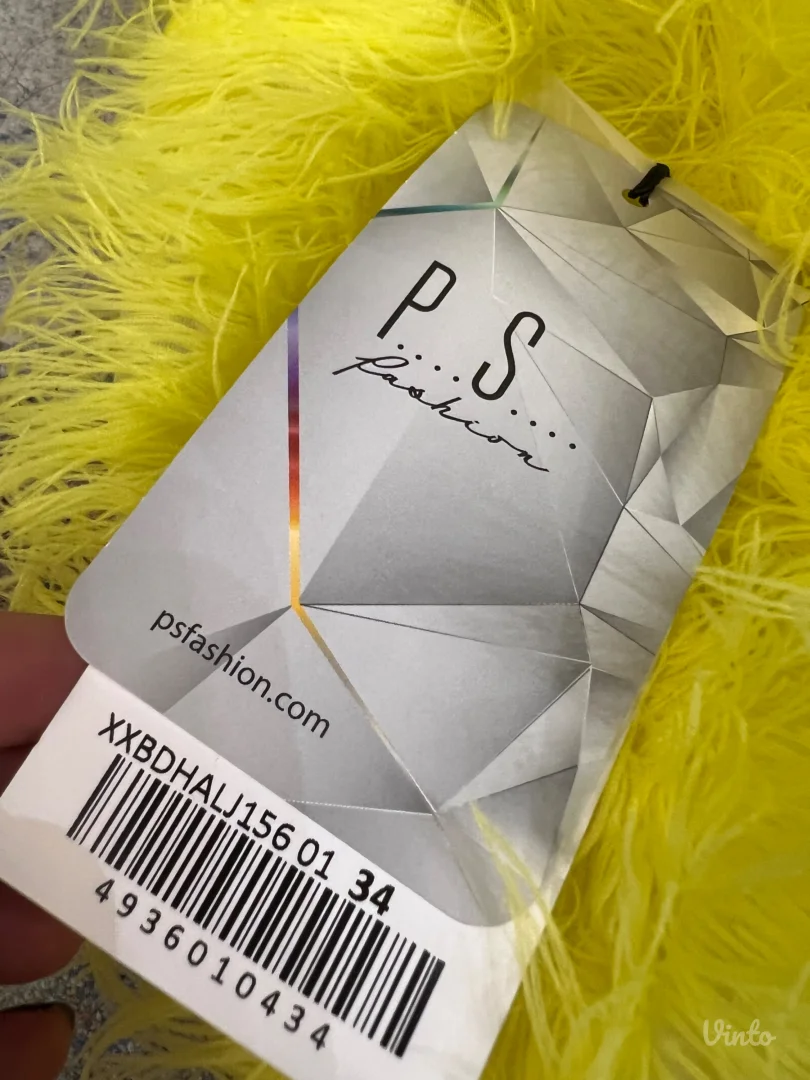 P....S....
fashion
psfashion.com
XXBDHALJ156 01 34
4936010434
Vinto